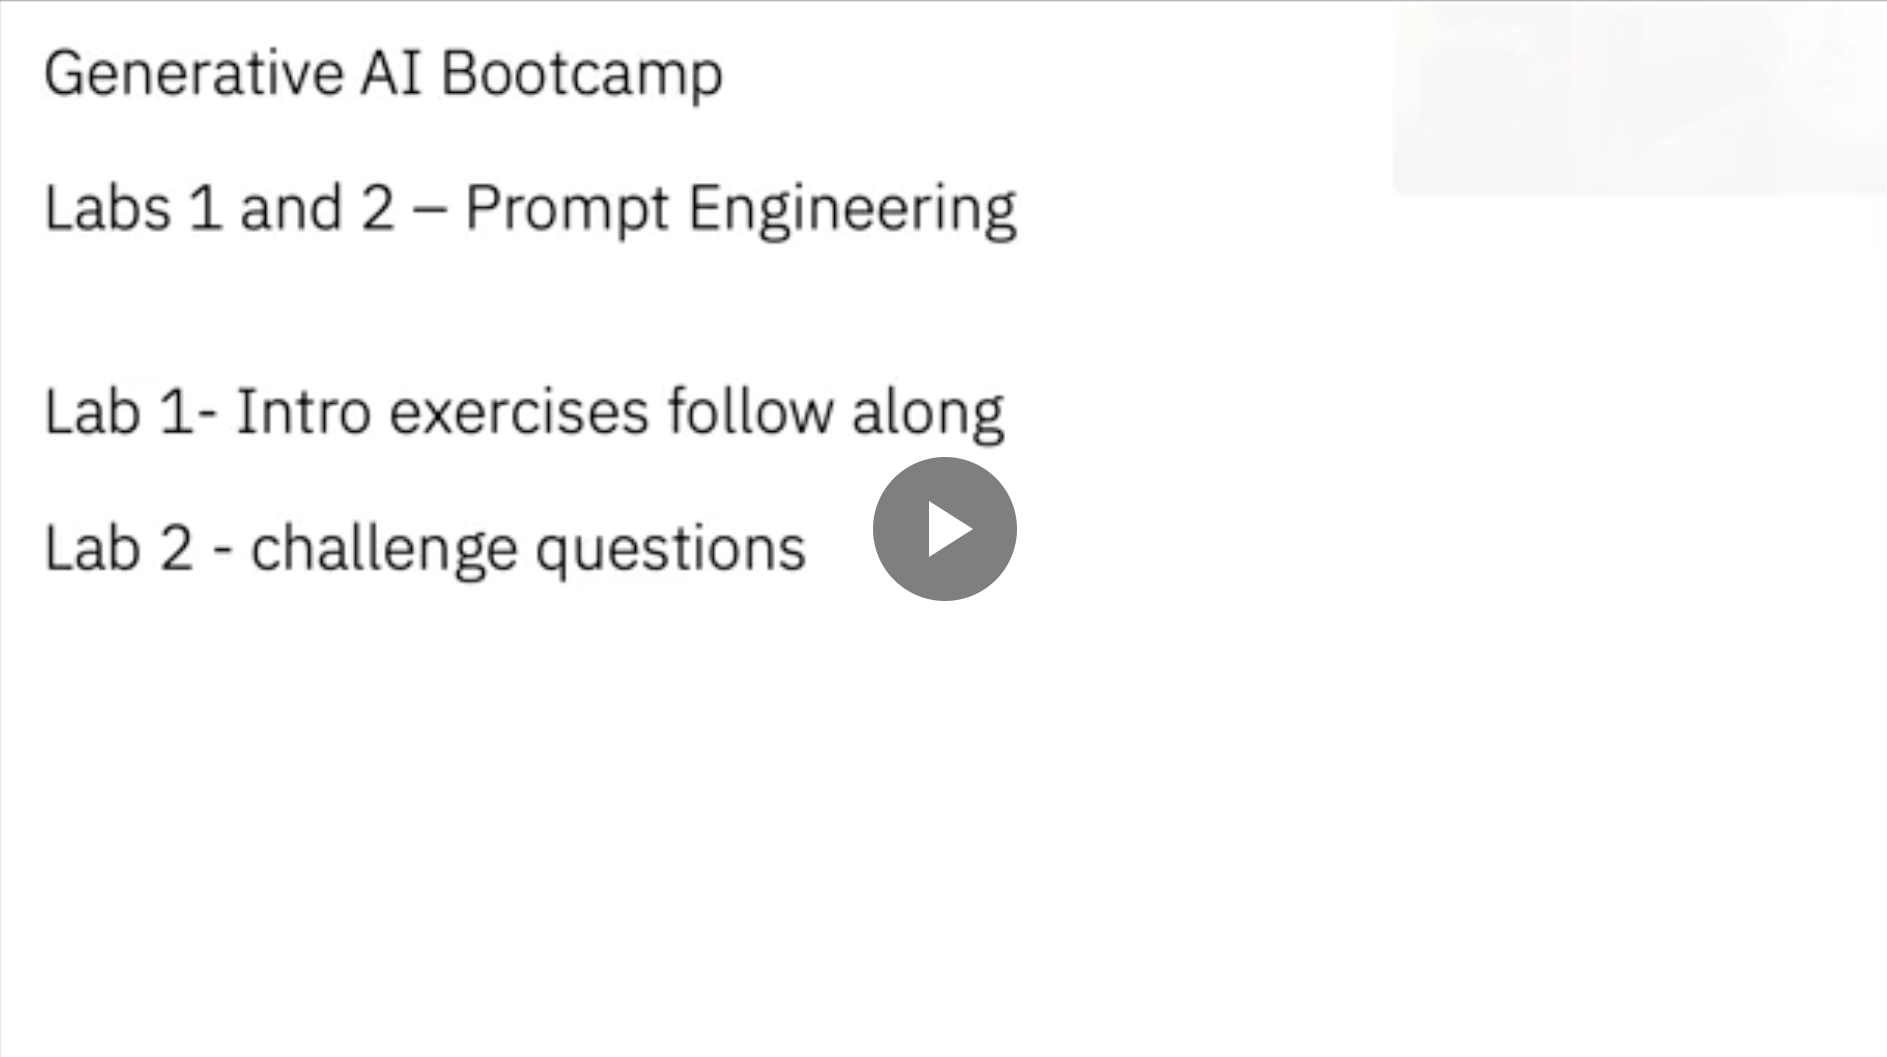 Generative AI Bootcamp
Labs 1 and 2 – Prompt Engineering
Lab 1- Intro exercises follow along
Lab 2 - challenge questions